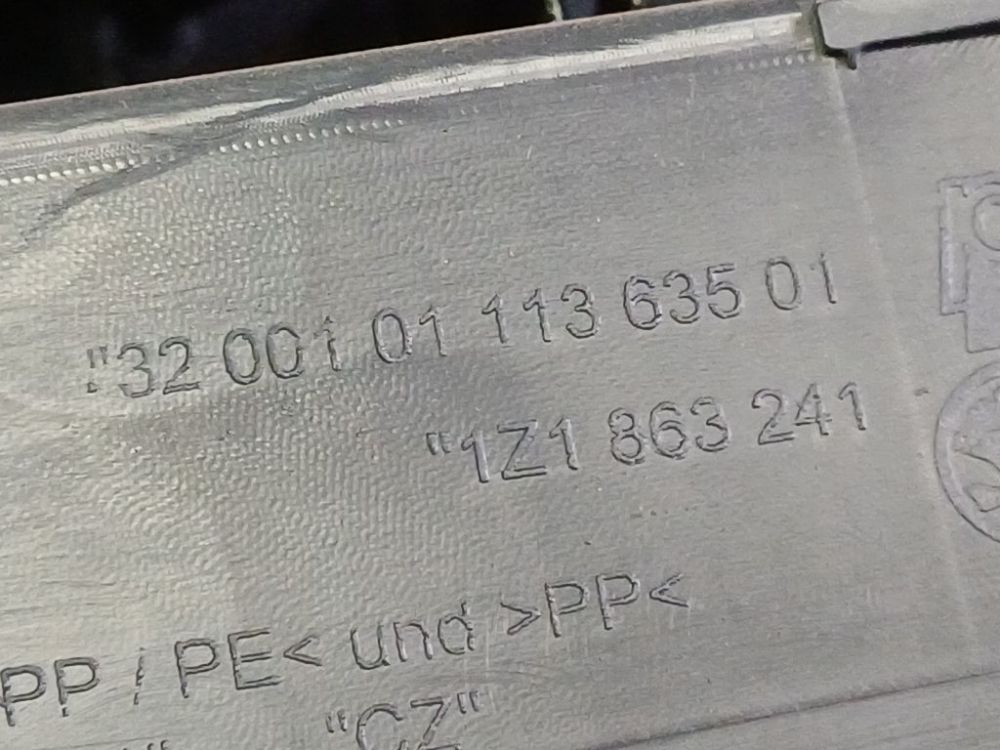 "32 001 01 113 635 01
"1Z1 863 241
PP / PE< und >PP<
"CZ"